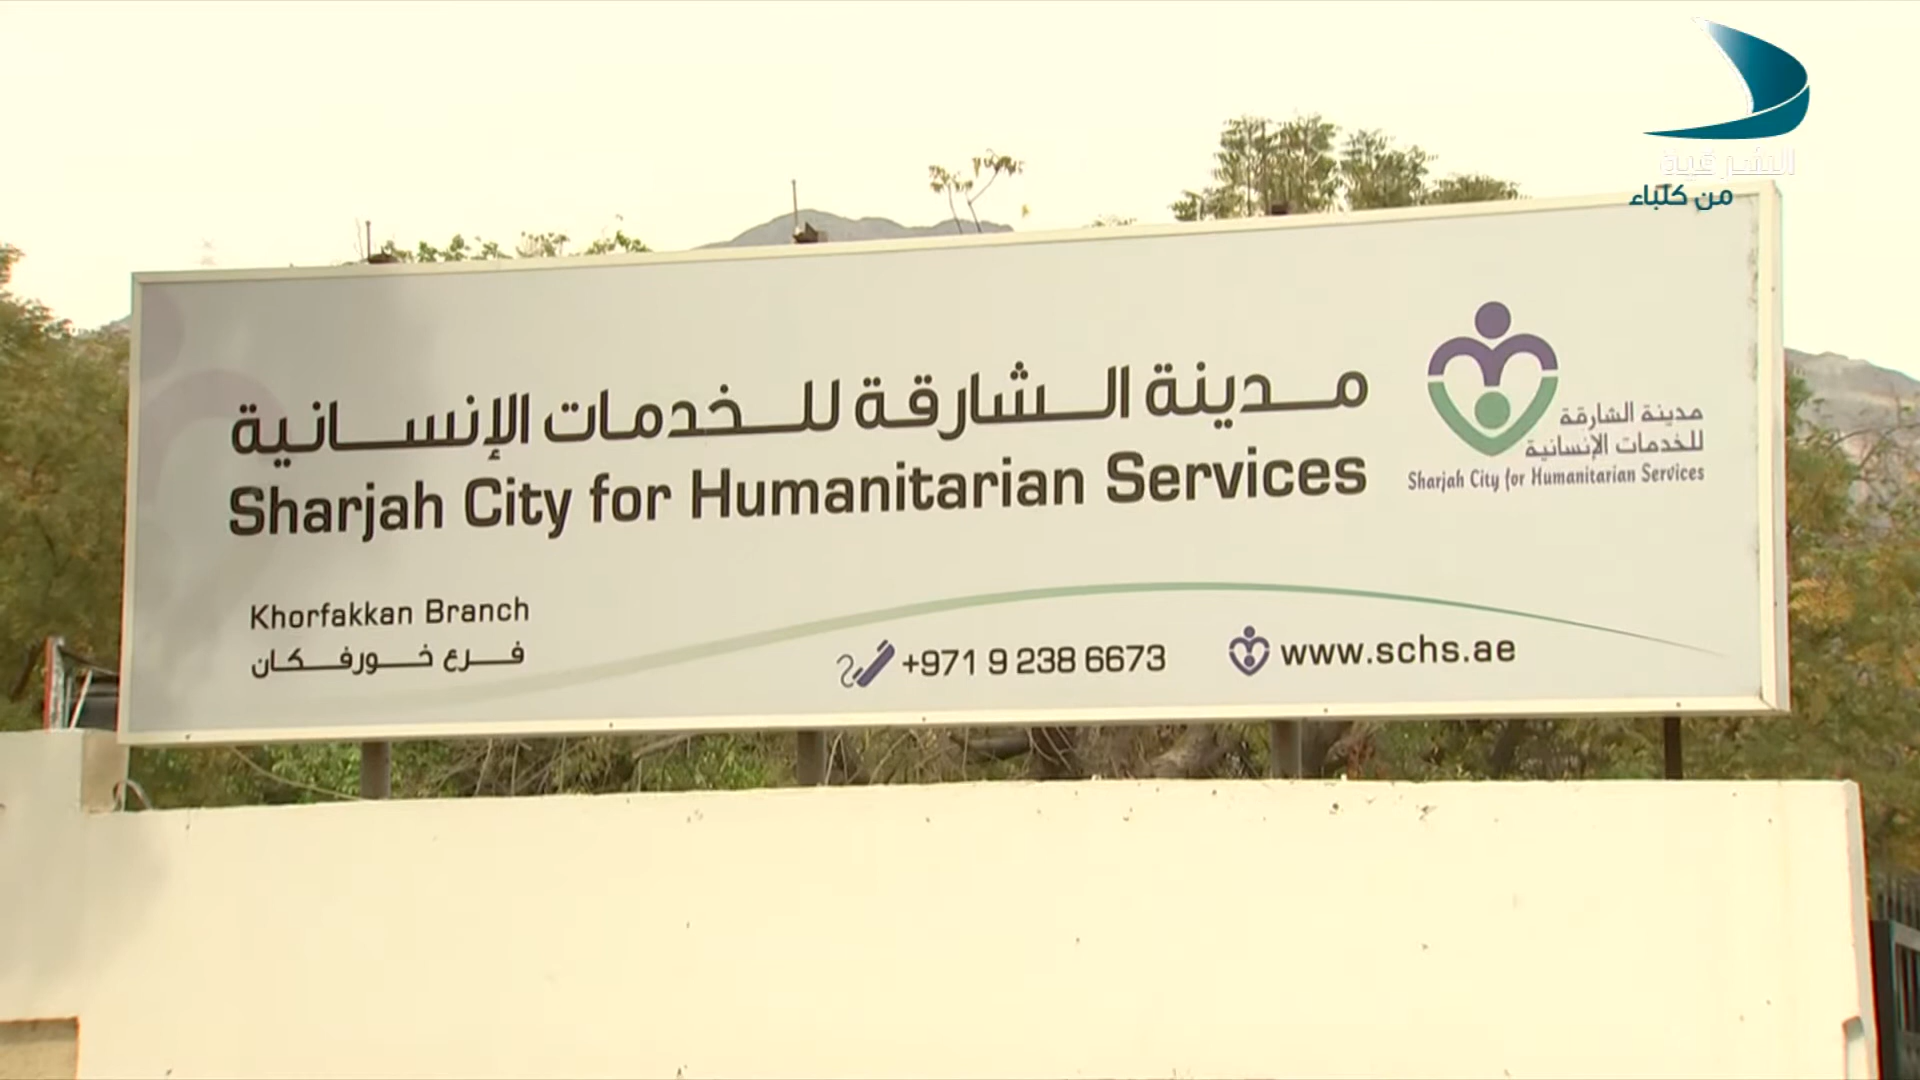 الشرقية
من كلباء
مدينة الشارقة للخدمات الإنسانية
Sharjah City for Humanitarian Services
مدينة الشارقة
للخدمات الإنسانية
Sharjah City for Humanitarian Services
Khorfakkan Branch
فرع خورفكان
+971 9 238 6673
www.schs.ae